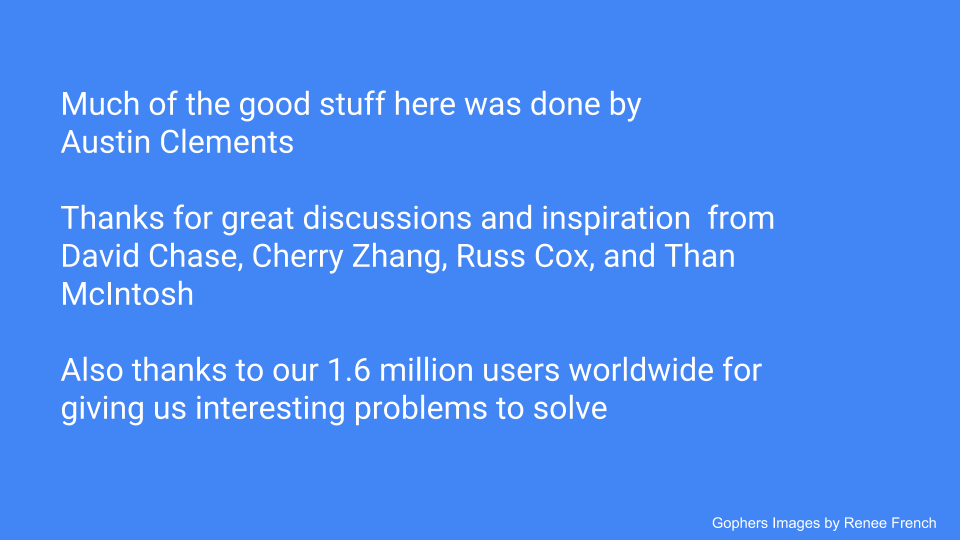 Much of the good stuff here was done by
Austin Clements
Thanks for great discussions and inspiration  from
David Chase, Cherry Zhang, Russ Cox, and Than
McIntosh
Also thanks to our 1.6 million users worldwide for
giving us interesting problems to solve
Gophers Images by Renee French